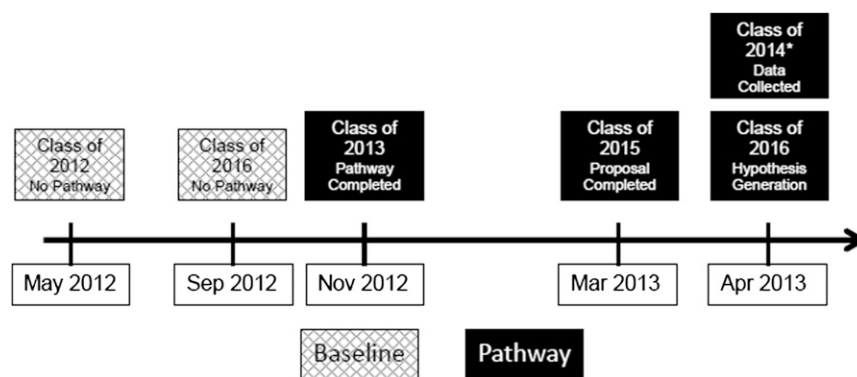 Class of
2014*
Data
Collected
Class of
2012
No Pathway
Class of
2016
No Pathway
Class of
2013
Pathway
Completed
Class of
2015
Proposal
Completed
Class of
2016
Hypothesis
Generation
May 2012
Sep 2012
Nov 2012
Mar 2013
Apr 2013
Baseline
Pathway